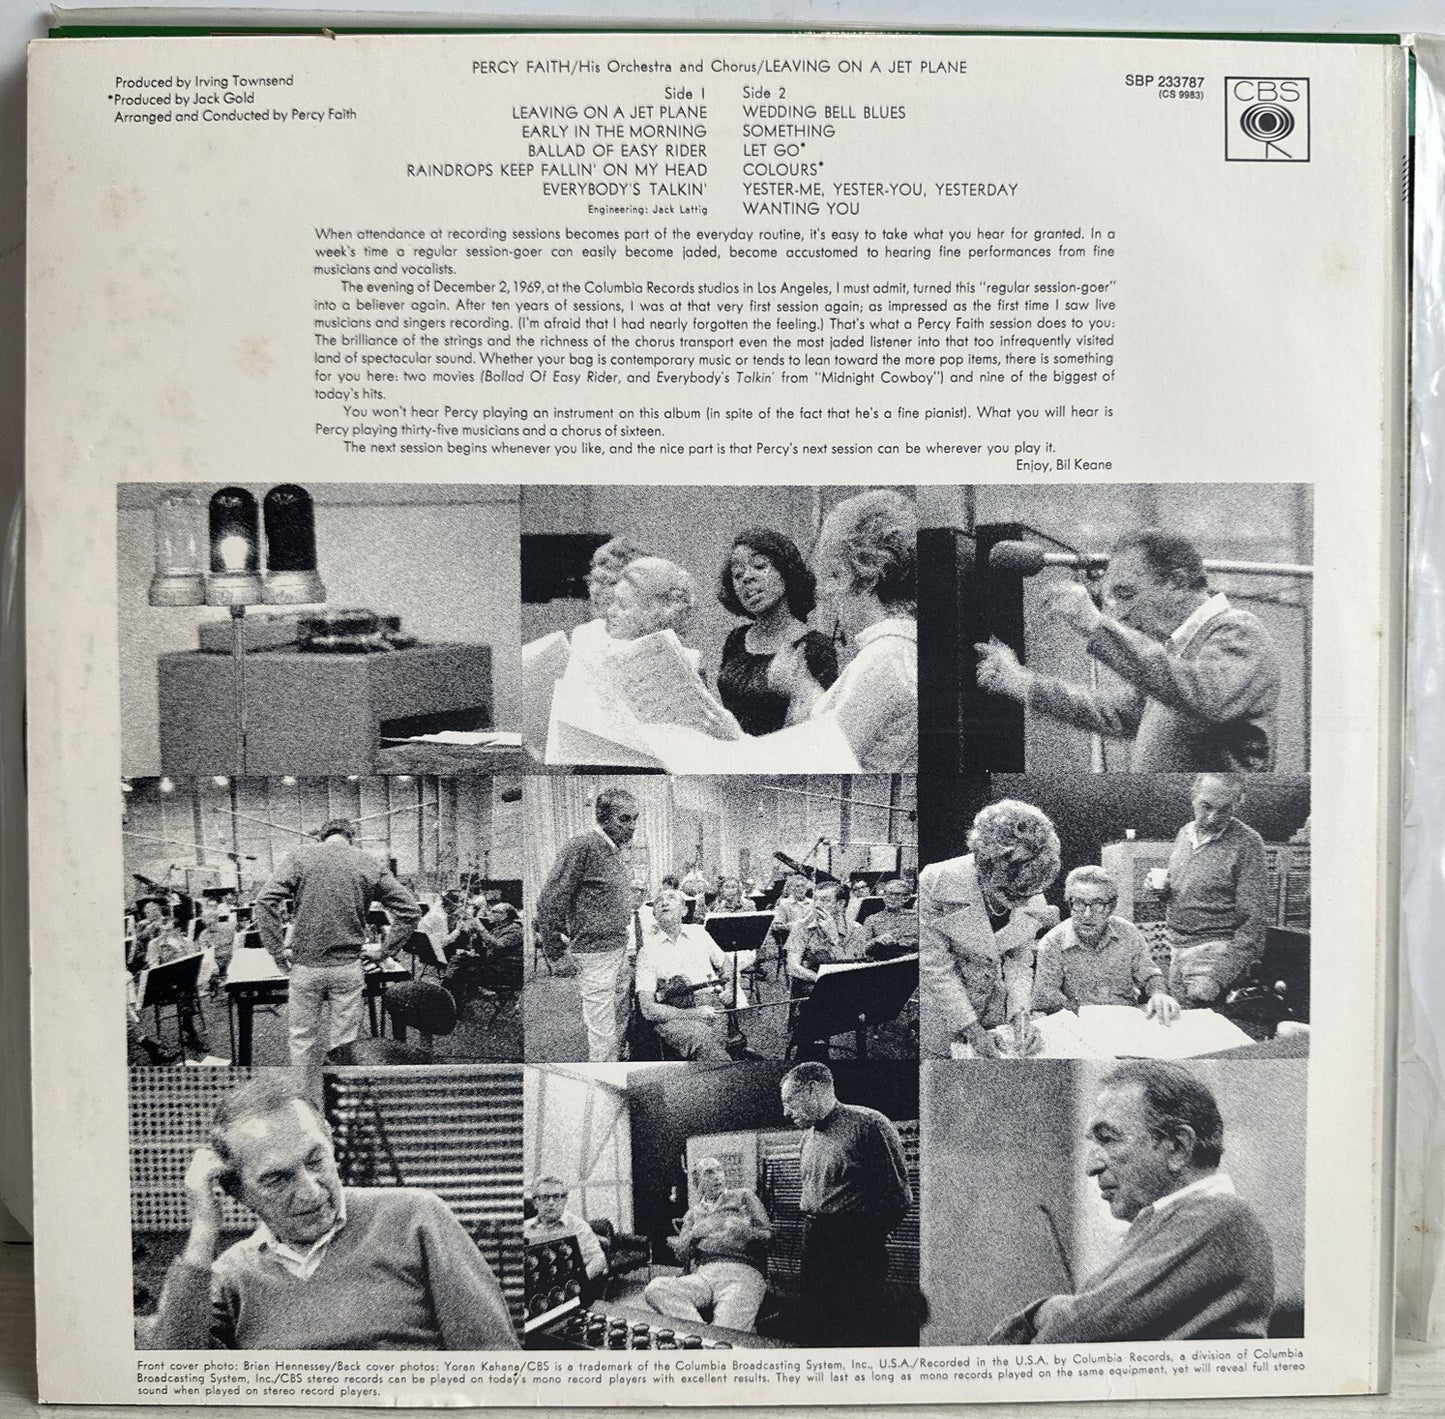 Produced by Irving Townsend
*Produced by Jack Gold
Arranged and Conducted by Percy Faith
PERCY FAITH/His Orchestra and Chorus/LEAVING ON A JET PLANE
Side 1
LEAVING ON A JET PLANE
EARLY IN THE MORNING
BALLAD OF EASY RIDER
RAINDROPS KEEP FALLIN' ON MY HEAD
EVERYBODY'S TALKIN'
Engineering: Jack Lattig
Side 2
WEDDING BELL BLUES
SOMETHING
LET GO*
COLOURS*
YESTER-ME, YESTER-YOU, YESTERDAY
WANTING YOU
SBP 233787
(CS 9983)
CBS
When attendance at recording sessions becomes part of the everyday routine, it's easy to take what you hear for granted. In a
week's time a regular session-goer can easily become jaded, become accustomed to hearing fine performances from fine
musicians and vocalists.
The evening of December 2, 1969, at the Columbia Records studios in Los Angeles, I must admit, turned this "regular session-goer"
into a believer again. After ten years of sessions, I was at that very first session again; as impressed as the first time I saw live
musicians and singers recording. (I'm afraid that I had nearly forgotten the feeling.) That's what a Percy Faith session does to you:
The brilliance of the strings and the richness of the chorus transport even the most jaded listener into that too infrequently visited
land of spectacular sound. Whether your bag is contemporary music or tends to lean toward the more pop items, there is something
for you here: two movies (Ballad Of Easy Rider, and Everybody's Talkin' from "Midnight Cowboy") and nine of the biggest of
today's hits.
You won't hear Percy playing an instrument on this album (in spite of the fact that he's a fine pianist). What you will hear is
Percy playing thirty-five musicians and a chorus of sixteen.
The next session begins whenever you like, and the nice part is that Percy's next session can be wherever you play it.
Enjoy, Bil Keane
Front cover photo: Brian Hennessey/Back cover photos: Yoran Kahana/CBS is a trademark of the Columbia Broadcasting System, Inc., U.S.A./Recorded in the U.S.A. by Columbia Records, a division of Columbia
Broadcasting System, Inc./CBS stereo records can be played on today's mono record players with excellent results. They will last as long as mono records played on the same equipment, yet will reveal full stereo
sound when played on stereo record players.